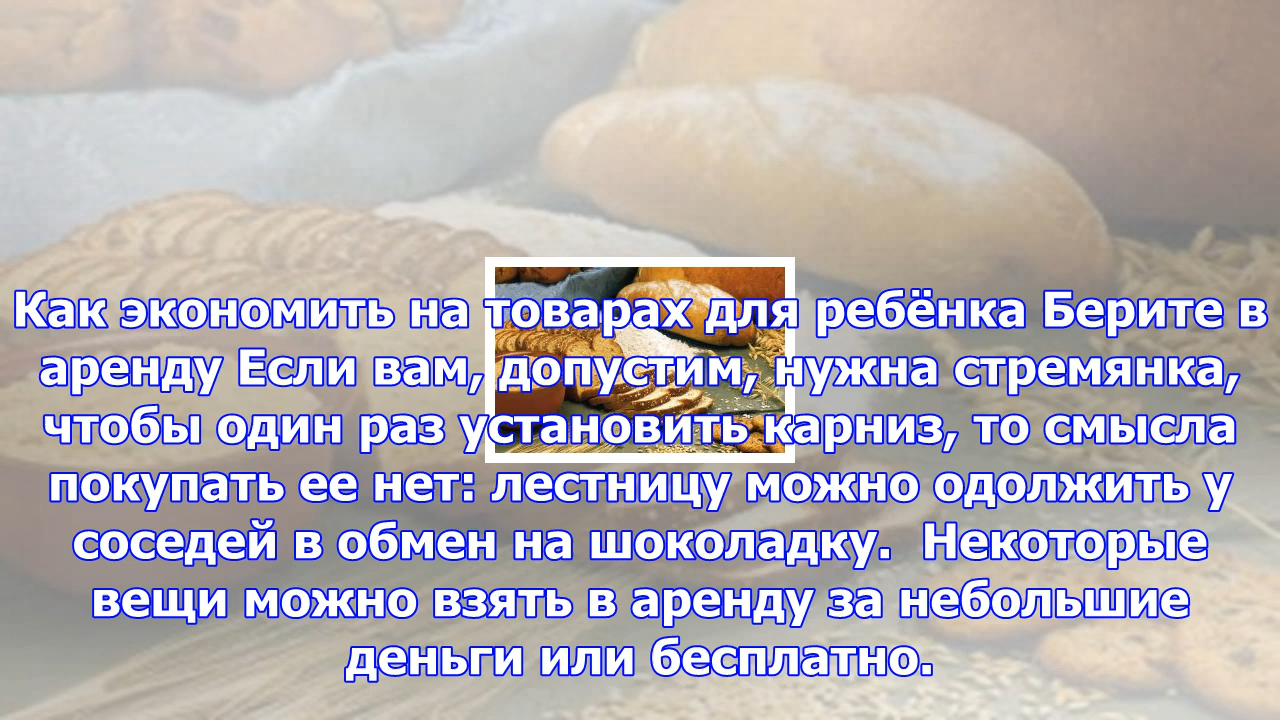 Как экономить на товарах для ребёнка Берите в
аренду Если вам, допустим, нужна стремянка,
чтобы один раз установить карниз, то смысла
покупать ее нет: лестницу можно одолжить у
соседей в обмен на шоколадку.  Некоторые
вещи можно взять в аренду за небольшие
деньги или бесплатно.